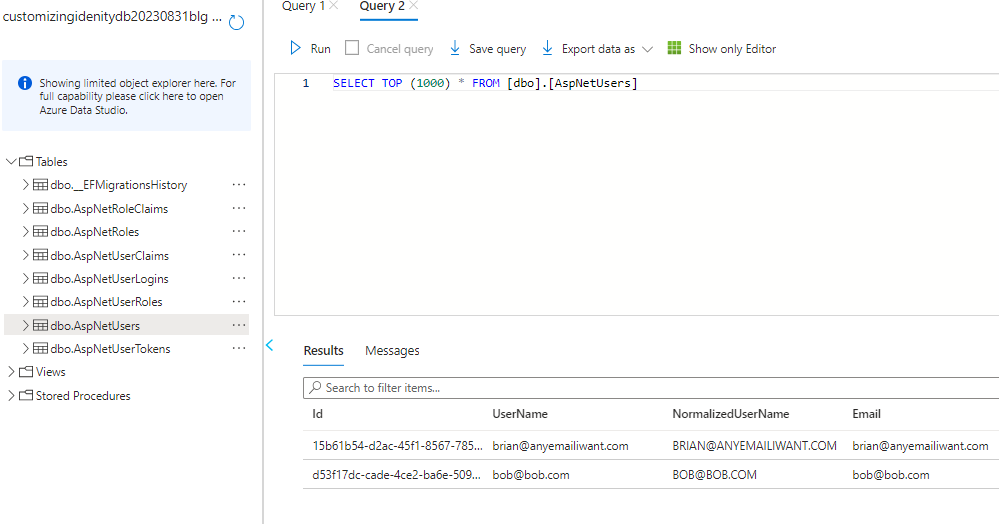 customizingidenitydb20230831blg ...
Showing limited object explorer here. For
full capability please click here to open
Azure Data Studio.
Tables
dbo.__EFMigrationsHistory ...
dbo.AspNetRoleClaims ...
dbo.AspNetRoles ...
dbo.AspNetUserClaims ...
dbo.AspNetUserLogins ...
dbo.AspNetUserRoles ...
dbo.AspNetUsers ...
dbo.AspNetUserTokens ...
Views
Stored Procedures
Query 1 Query 2
Run Cancel query Save query Export data as Show only Editor
1 SELECT TOP (1000) * FROM [dbo].[AspNetUsers]
Results Messages
Search to filter items...
Id UserName NormalizedUserName Email
15b61b54-d2ac-45f1-8567-785... brian@anyemailiwant.com BRIAN@ANYEMAILIWANT.COM brian@anyemailiwant.com
d53f17dc-cade-4ce2-ba6e-509... bob@bob.com BOB@BOB.COM bob@bob.com